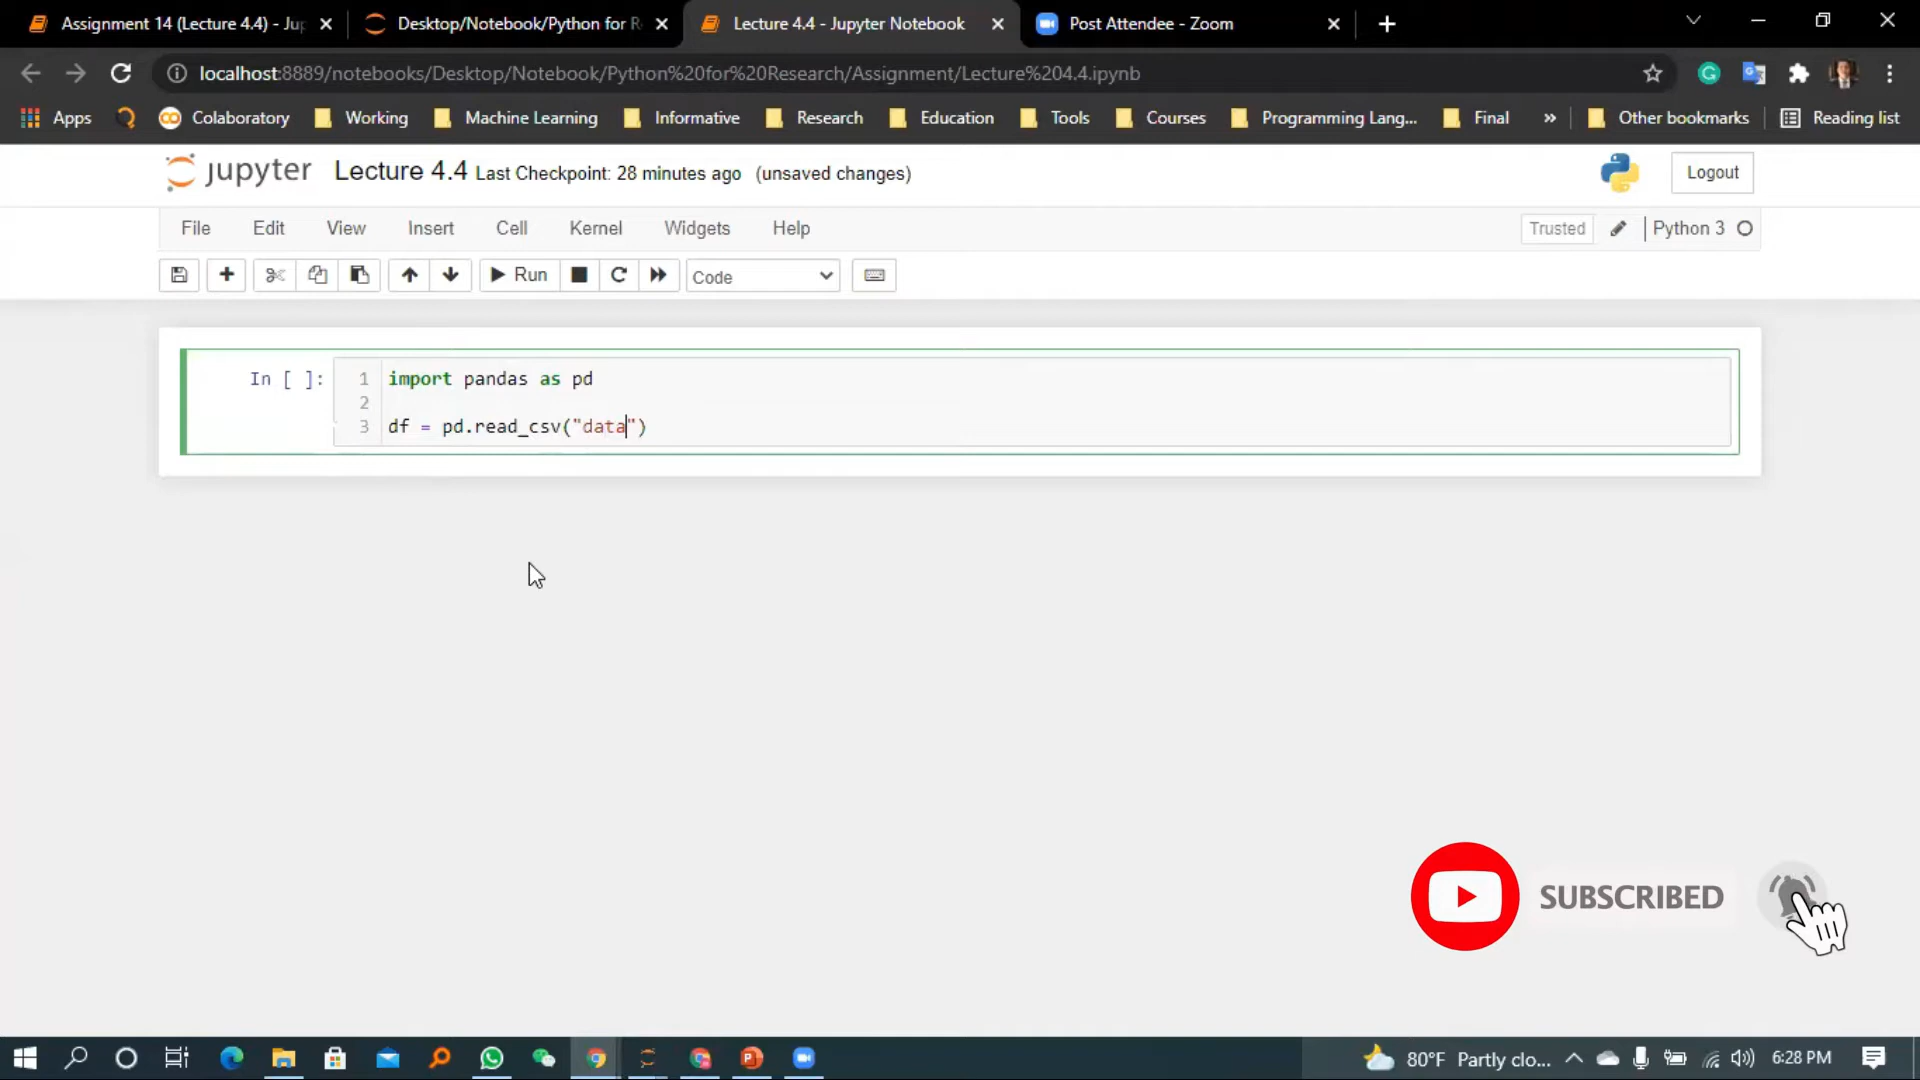 Assignment 14 (Lecture 4.4) - Jup
Desktop/Notebook/Python for R
Lecture 4.4 - Jupyter Notebook
Post Attendee - Zoom
localhost:8889/notebooks/Desktop/Notebook/Python%20for%20Research/Assignment/Lecture%204.4.ipynb
Apps
Colaboratory
Working
Machine Learning
Informative
Research
Education
Tools
Courses
Programming Lang...
Final
»
Other bookmarks
Reading list
jupyter
Lecture 4.4 Last Checkpoint: 28 minutes ago (unsaved changes)
Logout
File
Edit
View
Insert
Cell
Kernel
Widgets
Help
Trusted
Python 3
Run
Code
In [ ]:
1 import pandas as pd
2
3 df = pd.read_csv("data")
SUBSCRIBED
80°F Partly clo...
6:28 PM